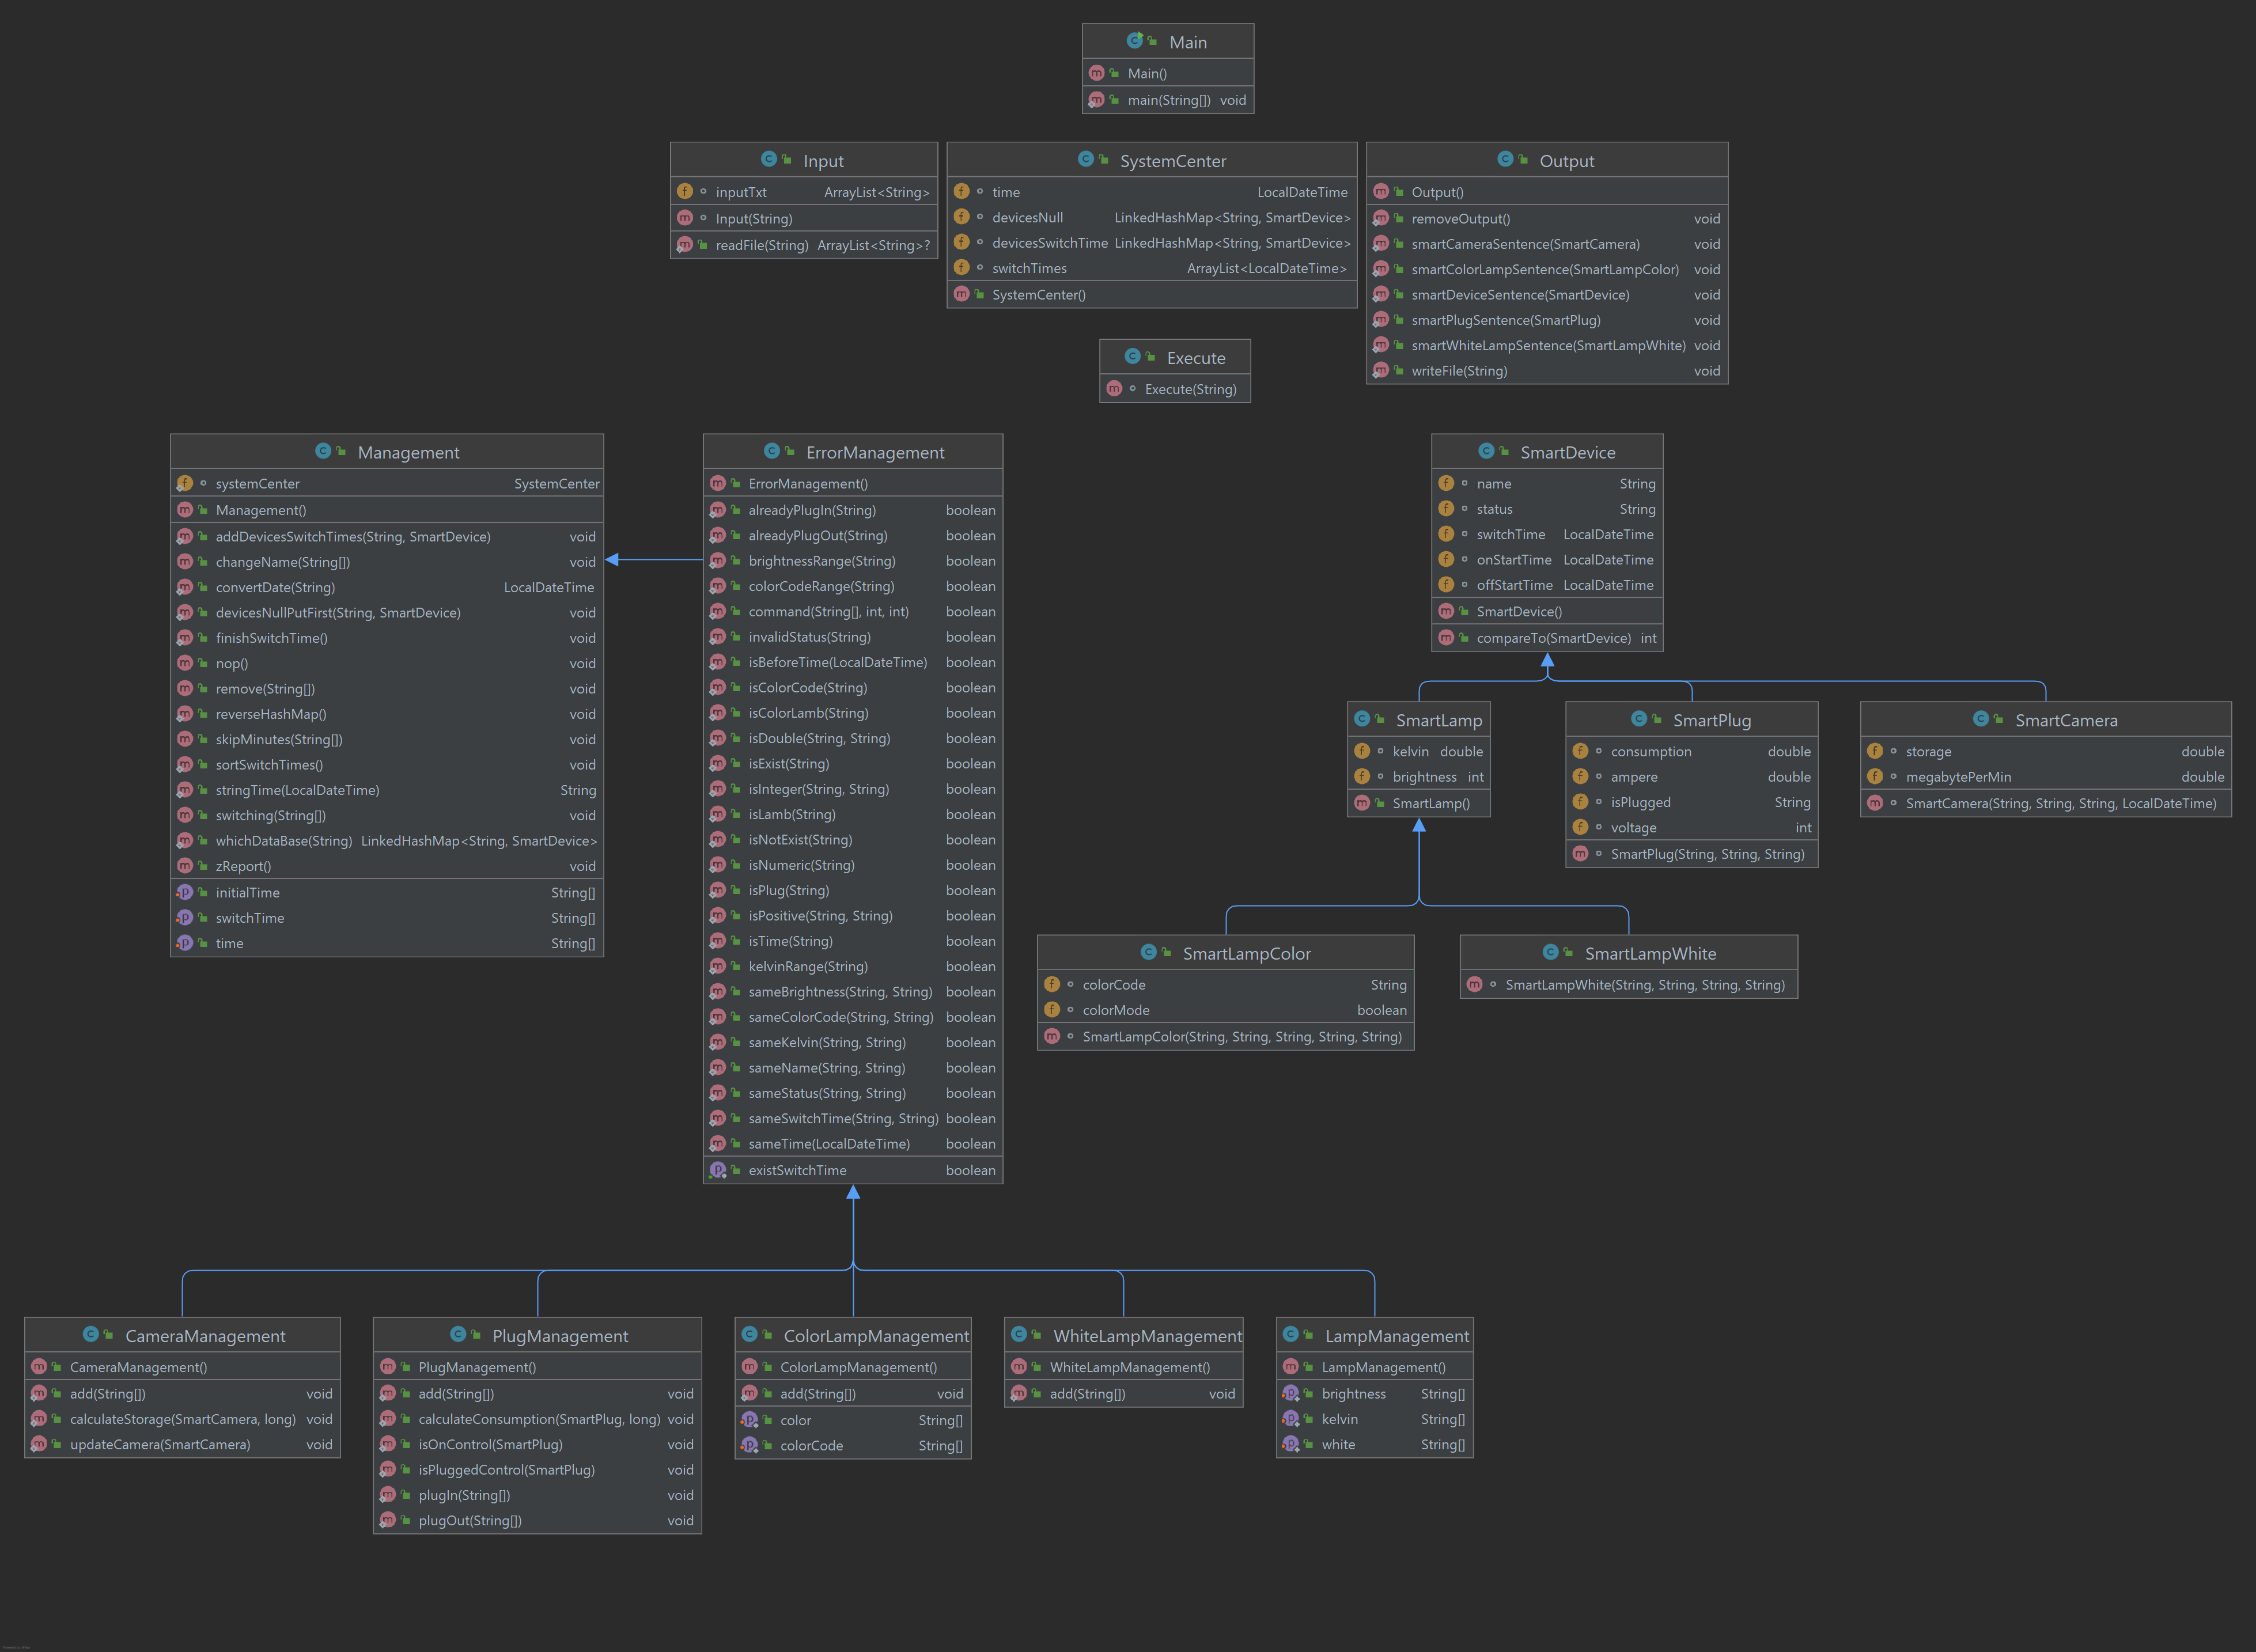 Main
Main()
main(String[]) void
Input
inputTxt ArrayList<String>
Input(String)
readFile(String) ArrayList<String>?
SystemCenter
time LocalDateTime
devicesNull LinkedHashMap<String, SmartDevice>
devicesSwitchTime LinkedHashMap<String, SmartDevice>
switchTimes ArrayList<LocalDateTime>
SystemCenter()
Output
Output()
removeOutput() void
smartCameraSentence(SmartCamera) void
smartColorLampSentence(SmartLampColor) void
smartDeviceSentence(SmartDevice) void
smartPlugSentence(SmartPlug) void
smartWhiteLampSentence(SmartLampWhite) void
writeFile(String) void
Execute
Execute(String)
Management
systemCenter SystemCenter
Management()
addDevicesSwitchTimes(String, SmartDevice) void
changeName(String[]) void
convertDate(String) LocalDateTime
devicesNullPutFirst(String, SmartDevice) void
finishSwitchTime() void
nop() void
remove(String[]) void
reverseHashMap() void
skipMinutes(String[]) void
sortSwitchTimes() void
stringTime(LocalDateTime) String
switching(String[]) void
whichDataBase(String) LinkedHashMap<String, SmartDevice>
zReport() void
initialTime String[]
switchTime String[]
time String[]
ErrorManagement
ErrorManagement()
alreadyPlugIn(String) boolean
alreadyPlugOut(String) boolean
brightnessRange(String) boolean
colorCodeRange(String) boolean
command(String[], int, int) boolean
invalidStatus(String) boolean
isBeforeTime(LocalDateTime) boolean
isColorCode(String) boolean
isColorLamb(String) boolean
isDouble(String, String) boolean
isExist(String) boolean
isInteger(String, String) boolean
isLamb(String) boolean
isNotExist(String) boolean
isNumeric(String) boolean
isPlug(String) boolean
isPositive(String, String) boolean
isTime(String) boolean
kelvinRange(String) boolean
sameBrightness(String, String) boolean
sameColorCode(String, String) boolean
sameKelvin(String, String) boolean
sameName(String, String) boolean
sameStatus(String, String) boolean
sameSwitchTime(String, String) boolean
sameTime(LocalDateTime) boolean
existSwitchTime boolean
SmartDevice
name String
status String
switchTime LocalDateTime
onStartTime LocalDateTime
offStartTime LocalDateTime
SmartDevice()
compareTo(SmartDevice) int
SmartLamp
kelvin double
brightness int
SmartLamp()
SmartPlug
consumption double
ampere double
isPlugged String
voltage int
SmartPlug(String, String, String)
SmartCamera
storage double
megabytePerMin double
SmartCamera(String, String, String, LocalDateTime)
SmartLampColor
colorCode String
colorMode boolean
SmartLampColor(String, String, String, String, String)
SmartLampWhite
SmartLampWhite(String, String, String, String)
CameraManagement
CameraManagement()
add(String[]) void
calculateStorage(SmartCamera, long) void
updateCamera(SmartCamera) void
PlugManagement
PlugManagement()
add(String[]) void
calculateConsumption(SmartPlug, long) void
isOnControl(SmartPlug) void
isPluggedControl(SmartPlug) void
plugIn(String[]) void
plugOut(String[]) void
ColorLampManagement
ColorLampManagement()
add(String[]) void
color String[]
colorCode String[]
WhiteLampManagement
WhiteLampManagement()
add(String[]) void
LampManagement
LampManagement()
brightness String[]
kelvin String[]
white String[]